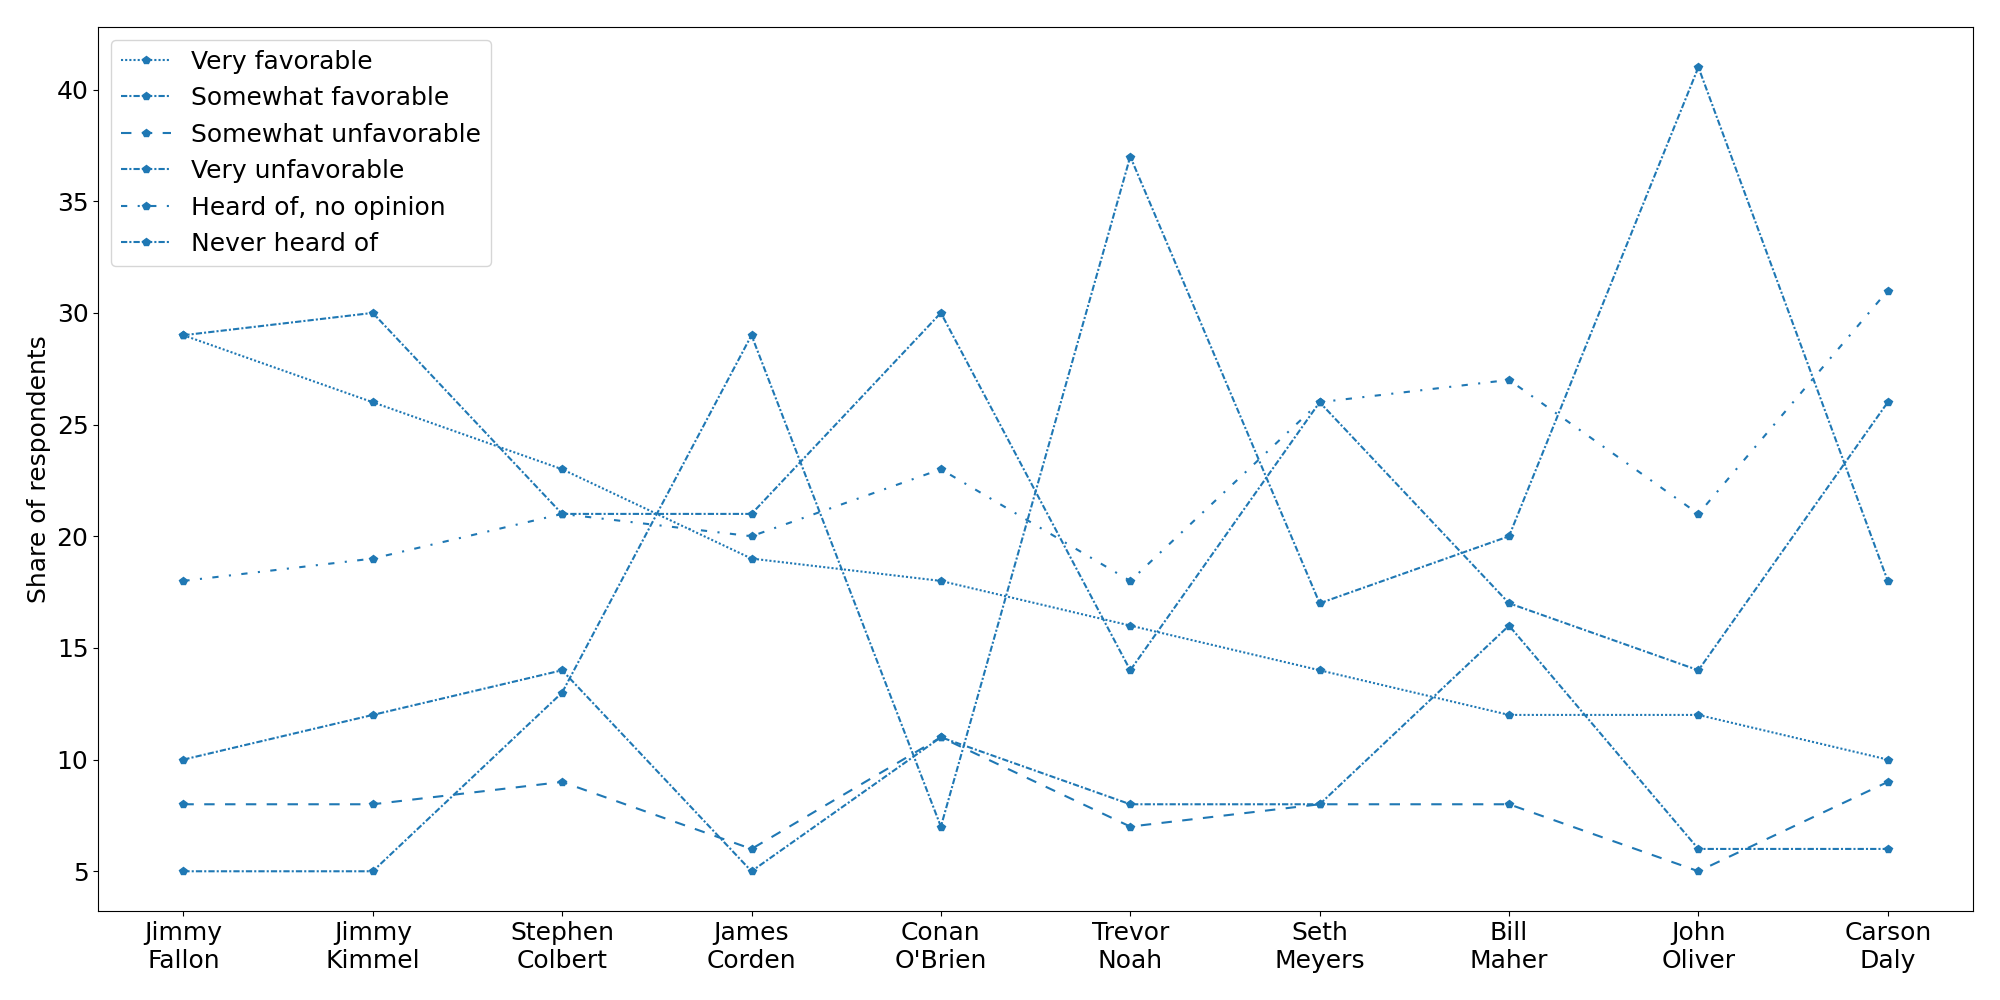 Very favorable
Somewhat favorable
Somewhat unfavorable
Very unfavorable
Heard of, no opinion
Never heard of
Share of respondents
40
35
30
25
20
15
10
5
Jimmy
Fallon
Jimmy
Kimmel
Stephen
Colbert
James
Corden
Conan
O'Brien
Trevor
Noah
Seth
Meyers
Bill
Maher
John
Oliver
Carson
Daly